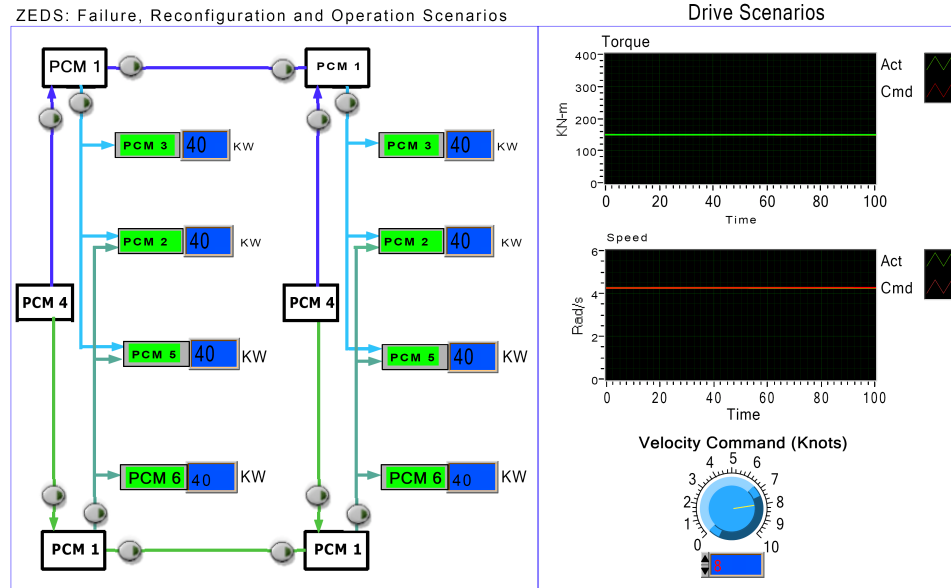 ZEDS: Failure, Reconfiguration and Operation Scenarios
PCM 1
PCM 1
PCM 3
40
KW
PCM 3
40
KW
PCM 2
40
KW
PCM 2
40
KW
PCM 4
PCM 4
PCM 5
40
KW
PCM 5
40
KW
PCM 6
40
KW
PCM 6
40
KW
PCM 1
PCM 1
Drive Scenarios
Torque
KN-m
400
300
200
100
0
0 20 40 60 80 100
Time
Act
Cmd
Speed
Rad/s
6
4
2
0
0 20 40 60 80 100
Time
Act
Cmd
Velocity Command (Knots)
0 1 2 3 4 5 6 7 8 9 10
8